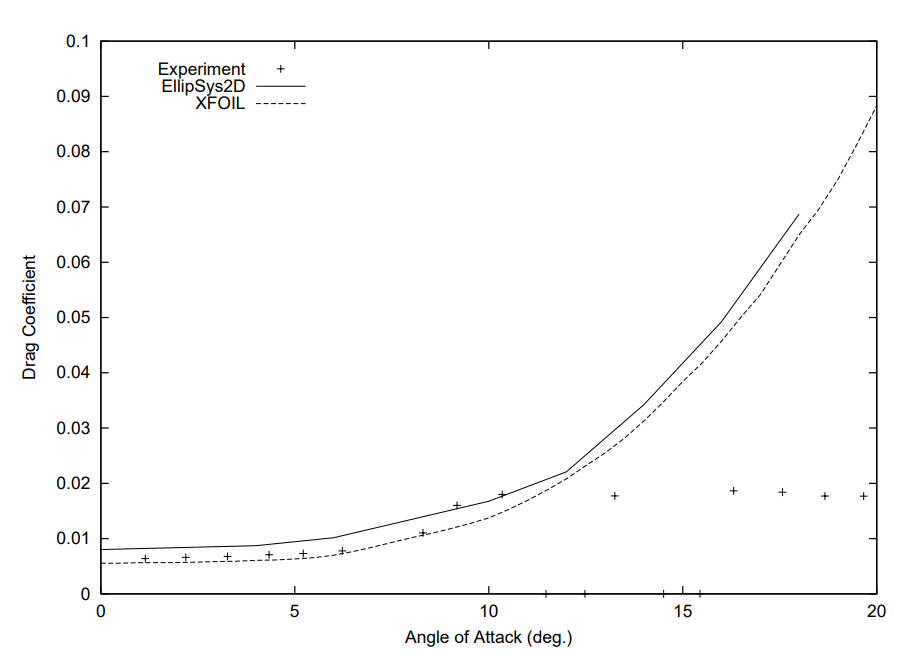 0.1
0.09
0.08
0.07
0.06
0.05
0.04
0.03
0.02
0.01
0
Drag Coefficient
Experiment
EllipSys2D
XFOIL
0 5 10 15 20
Angle of Attack (deg.)